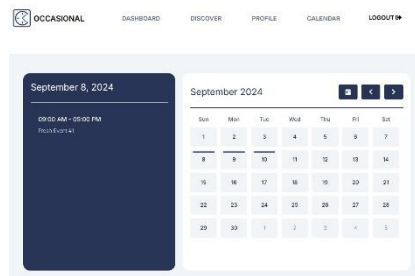 OCCASIONAL DASHBOARD DISCOVER PROFILE CALENDAR LOGOUT
September 8, 2024
09:00 AM - 05:00 PM
Fresh Event #1
September 2024
Sun Mon Tue Wed Thu Fri Sat
1 2 3 4 5 6 7
8 9 10 11 12 13 14
15 16 17 18 19 20 21
22 23 24 25 26 27 28
29 30 1 2 3 4 5